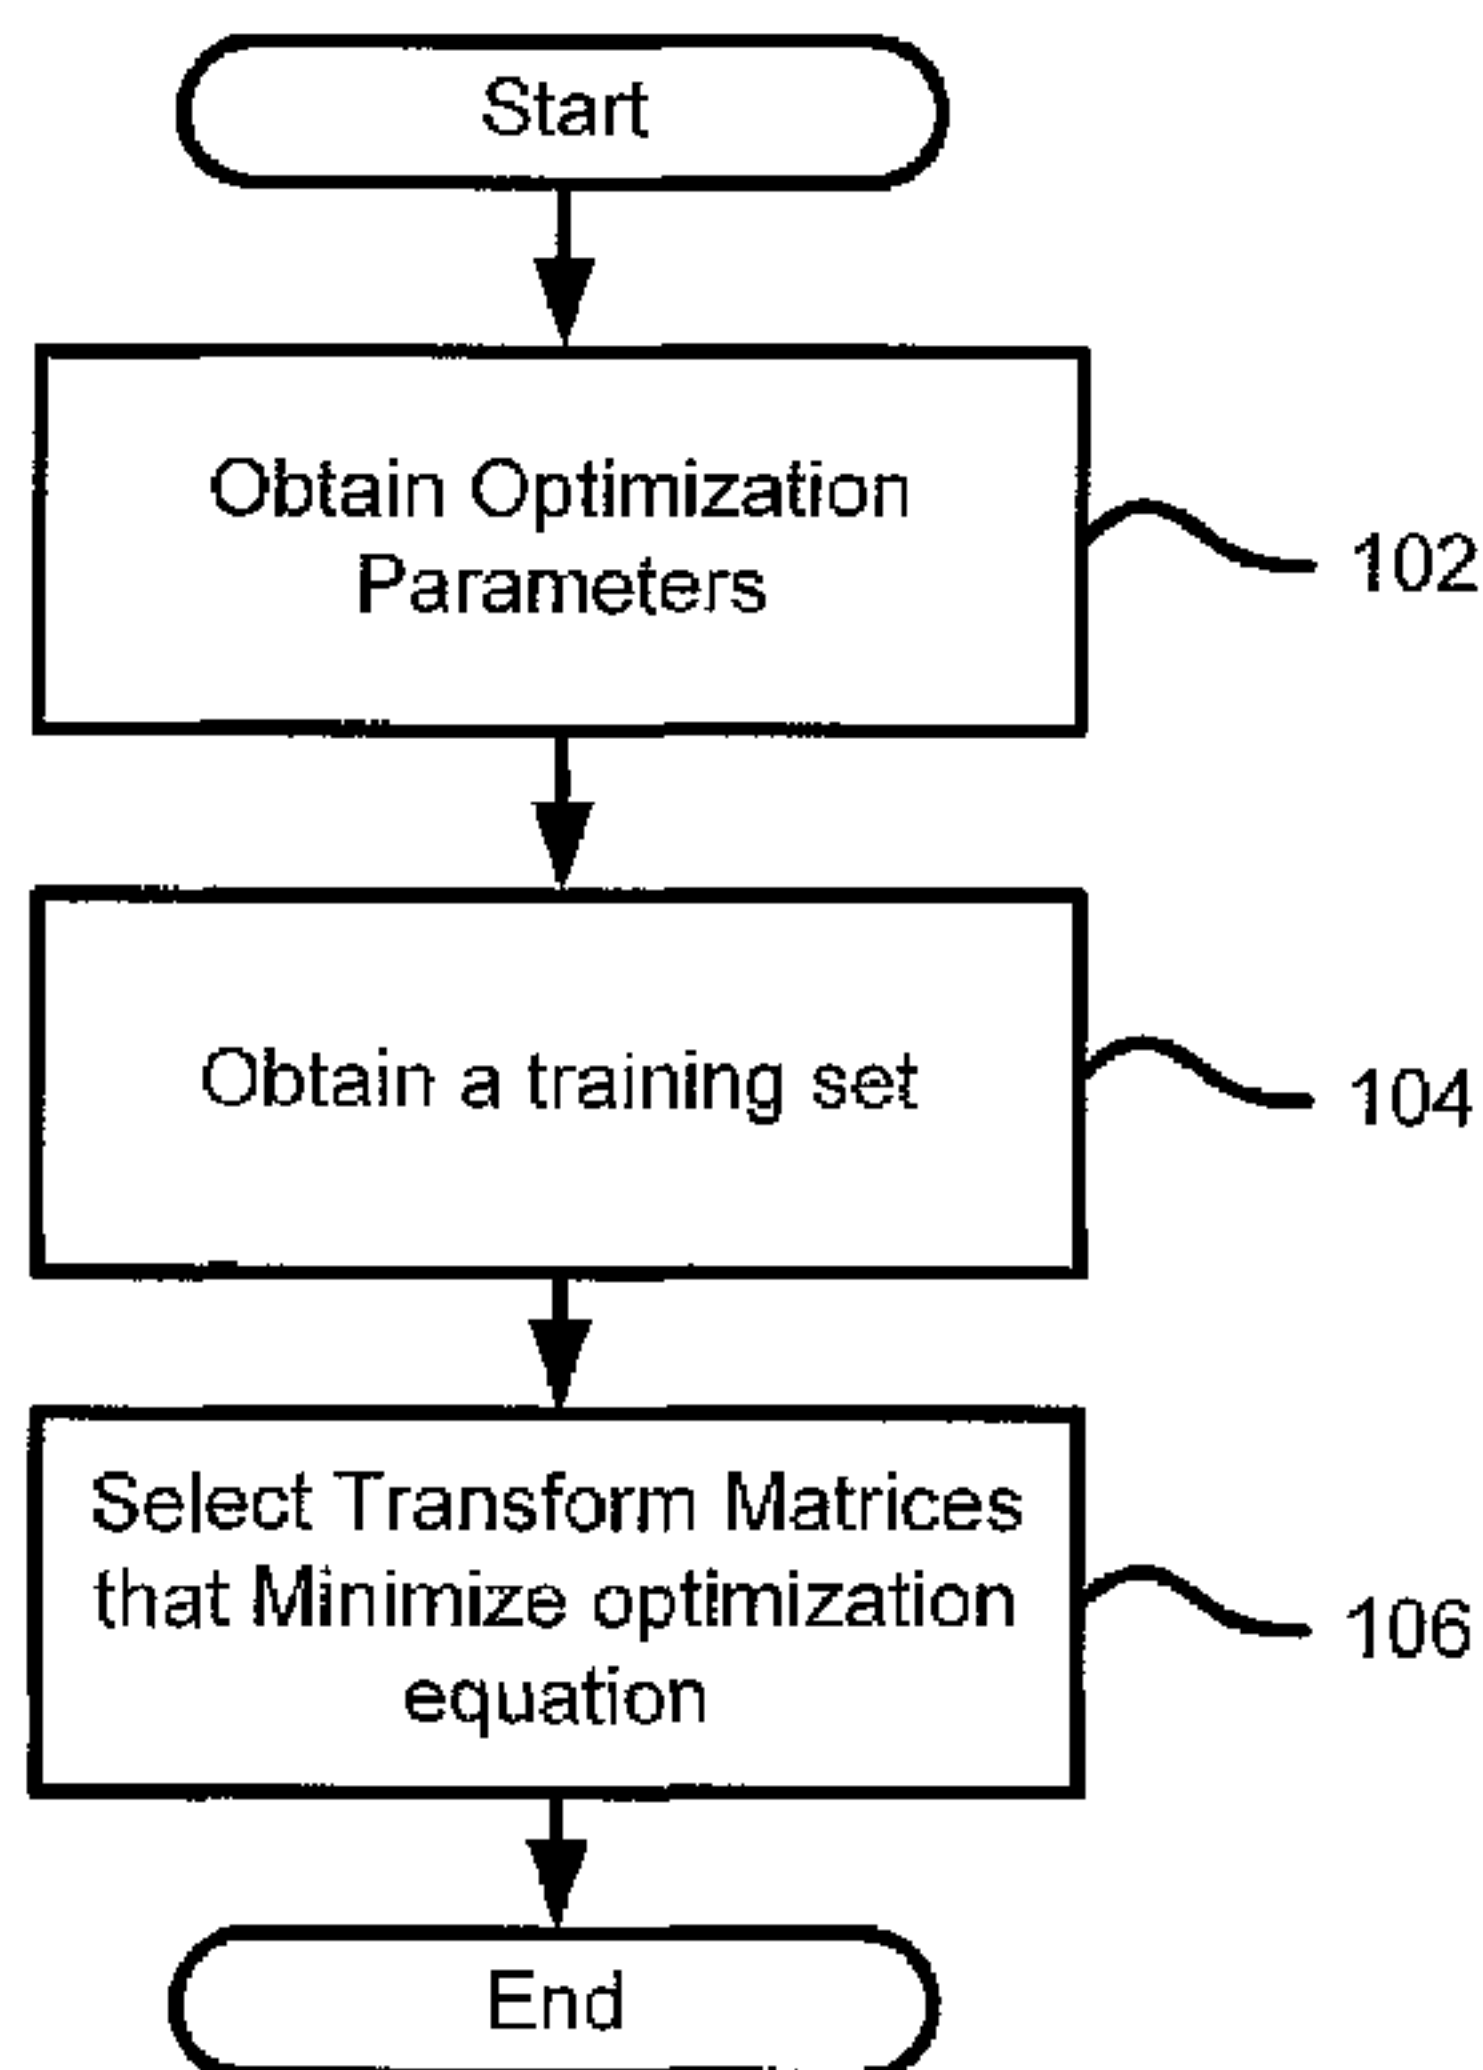 Start
Obtain Optimization
Parameters
102
Obtain a training set
104
Select Transform Matrices
that Minimize optimization
equation
106
End